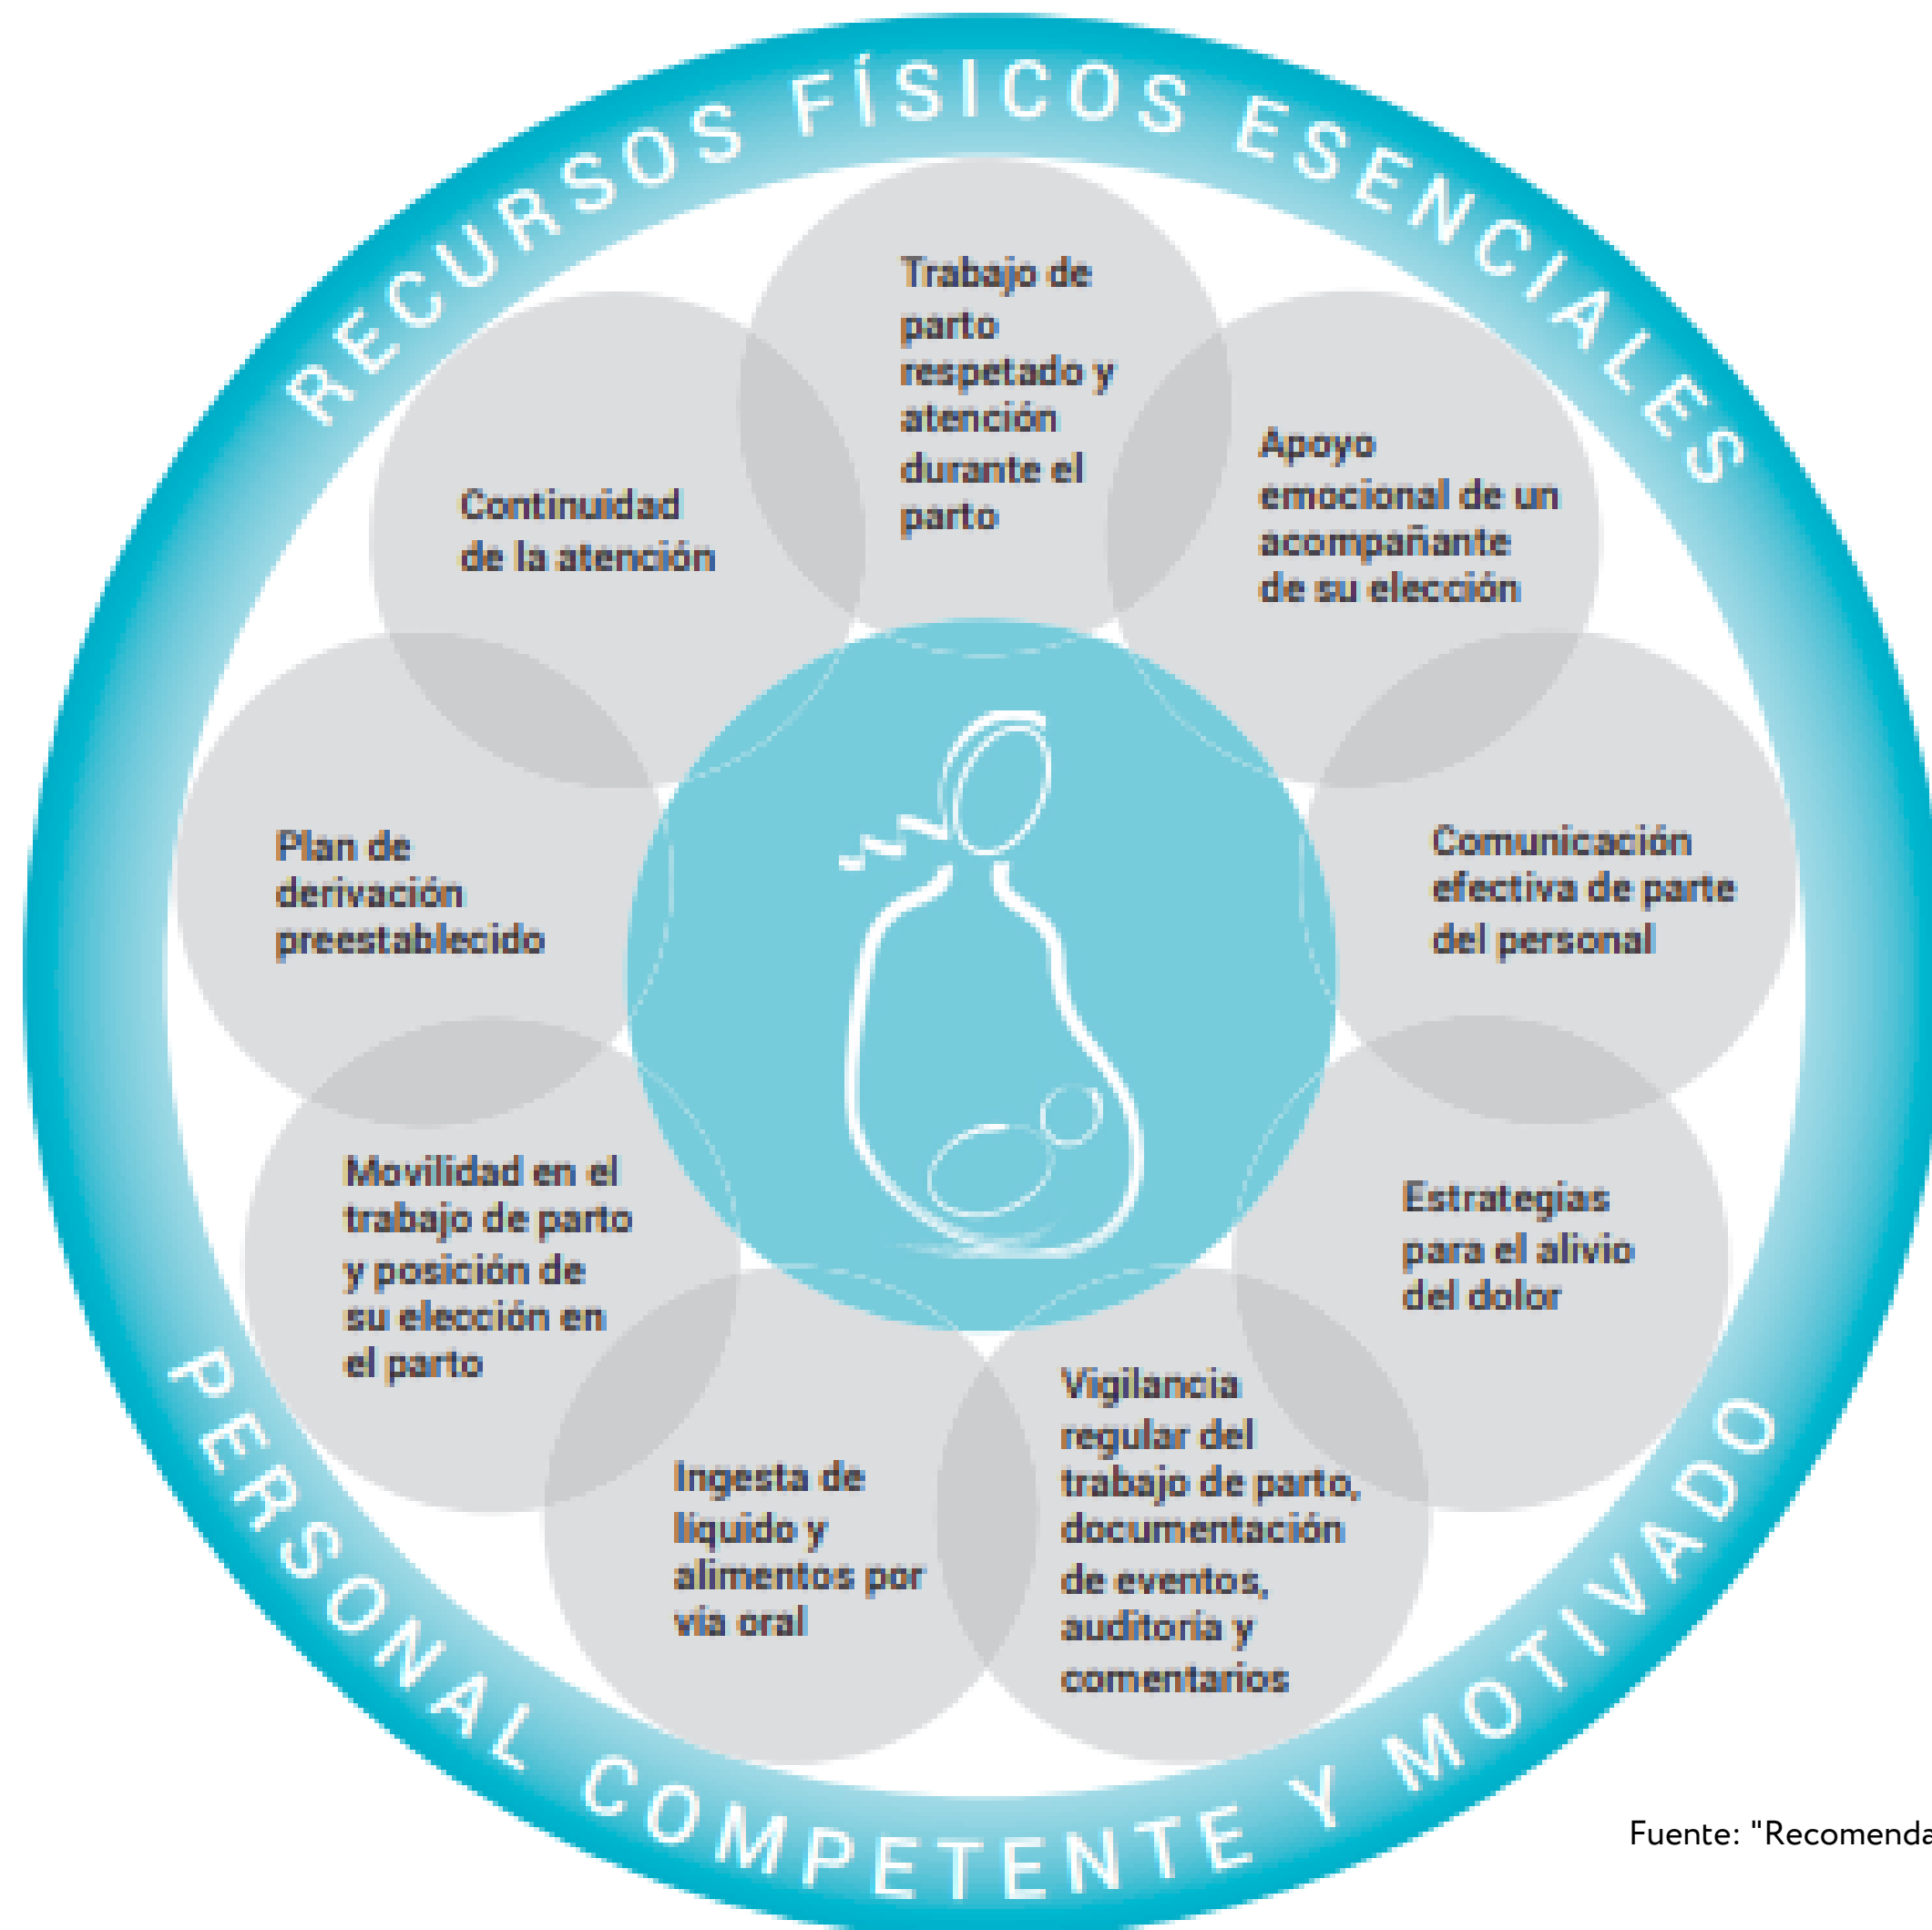 RECURSOS FÍSICOS ESENCIALES
Trabajo de
parto
respetado y
atención
durante el
parto
Apoyo
emocional de un
acompañante
de su elección
Comunicación
efectiva de parte
del personal
Estrategias
para el alivio
del dolor
Vigilancia
regular del
trabajo de parto,
documentación
de eventos,
auditoría y
comentarios
Ingesta de
líquido y
alimentos por
vía oral
Movilidad en el
trabajo de parto
y posición de
su elección en
el parto
Plan de
derivación
preestablecido
Continuidad
de la atención
PERSONAL COMPETENTE Y MOTIVADO
Fuente: "Recomenda